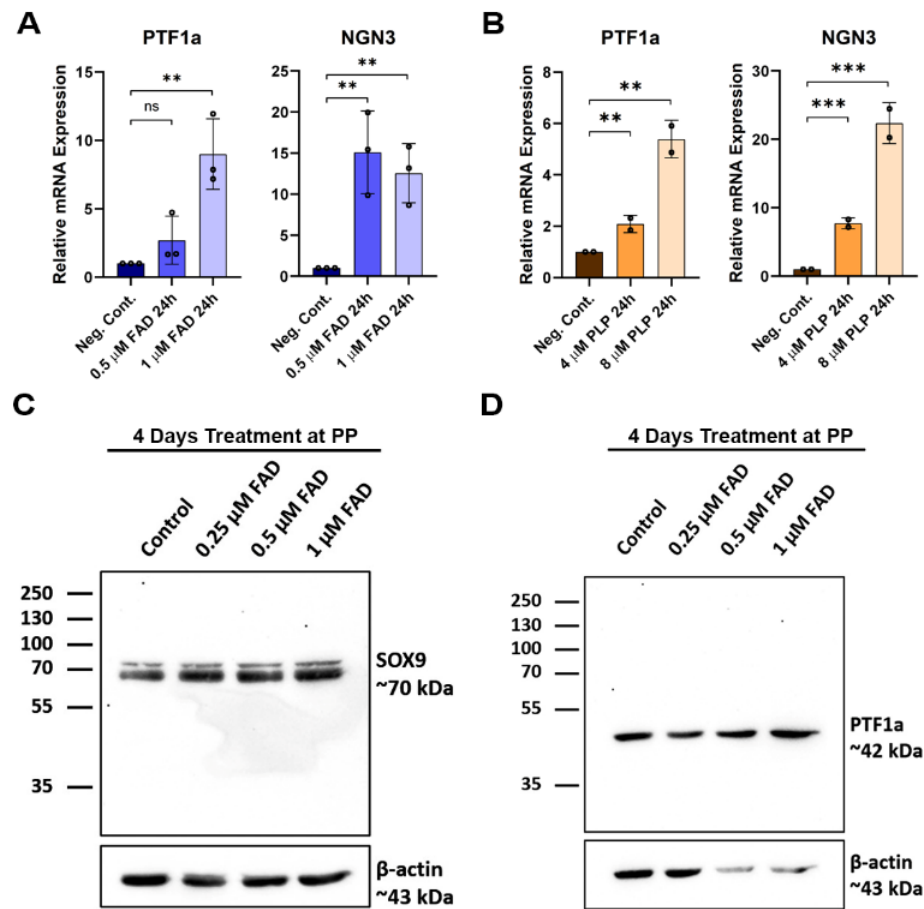 A
PTF1a
Relative mRNA Expression
15
10
5
0
**
ns
Neg. Cont.
0.5 μM FAD 24h
1 μM FAD 24h
NGN3
25
20
15
10
5
0
**
**
Neg. Cont.
0.5 μM FAD 24h
1 μM FAD 24h
B
PTF1a
Relative mRNA Expression
8
6
4
2
0
**
**
Neg. Cont.
4 μM PLP 24h
8 μM PLP 24h
NGN3
30
20
10
0
***
***
Neg. Cont.
4 μM PLP 24h
8 μM PLP 24h
C
4 Days Treatment at PP
Control
0.25 μM FAD
0.5 μM FAD
1 μM FAD
250
130
100
70
55
35
SOX9
~70 kDa
β-actin
~43 kDa
D
4 Days Treatment at PP
Control
0.25 μM FAD
0.5 μM FAD
1 μM FAD
250
130
100
70
55
35
PTF1a
~42 kDa
β-actin
~43 kDa